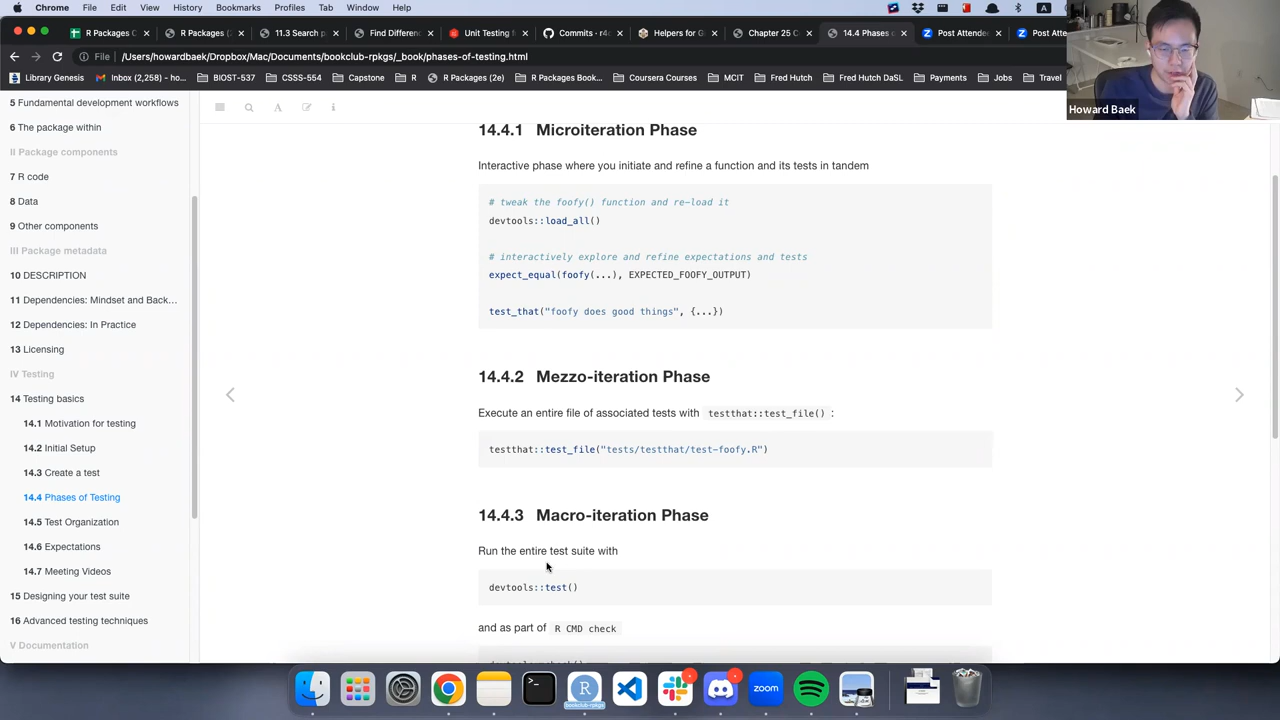 Chrome File Edit View History Bookmarks Profiles Tab Window Help A
R Packages C
R Packages (
11.3 Search p
Find Differen
Unit Testing f
Commits · r4
Helpers for G
Chapter 25 C
14.4 Phases o
Post Attende
Post Att
File /Users/howardbaek/Dropbox/Mac/Documents/bookclub-rpkgs/_book/phases-of-testing.html
Library Genesis Inbox (2,258) - ho... BIOST-537 CSSS-554 Capstone R R Packages (2e) R Packages Book... Coursera Courses MCIT Fred Hutch Fred Hutch DaSL Payments Jobs Travel
Howard Baek
5 Fundamental development workflows
6 The package within
II Package components
7 R code
8 Data
9 Other components
III Package metadata
10 DESCRIPTION
11 Dependencies: Mindset and Back...
12 Dependencies: In Practice
13 Licensing
IV Testing
14 Testing basics
14.1 Motivation for testing
14.2 Initial Setup
14.3 Create a test
14.4 Phases of Testing
14.5 Test Organization
14.6 Expectations
14.7 Meeting Videos
15 Designing your test suite
16 Advanced testing techniques
V Documentation
14.4.1 Microiteration Phase
Interactive phase where you initiate and refine a function and its tests in tandem
# tweak the foofy() function and re-load it
devtools::load_all()
# interactively explore and refine expectations and tests
expect_equal(foofy(...), EXPECTED_FOOFY_OUTPUT)
test_that("foofy does good things", {...})
14.4.2 Mezzo-iteration Phase
Execute an entire file of associated tests with testthat::test_file() :
testthat::test_file("tests/testthat/test-foofy.R")
14.4.3 Macro-iteration Phase
Run the entire test suite with
devtools::test()
and as part of R CMD check
bookclub-rpkgs
zoom